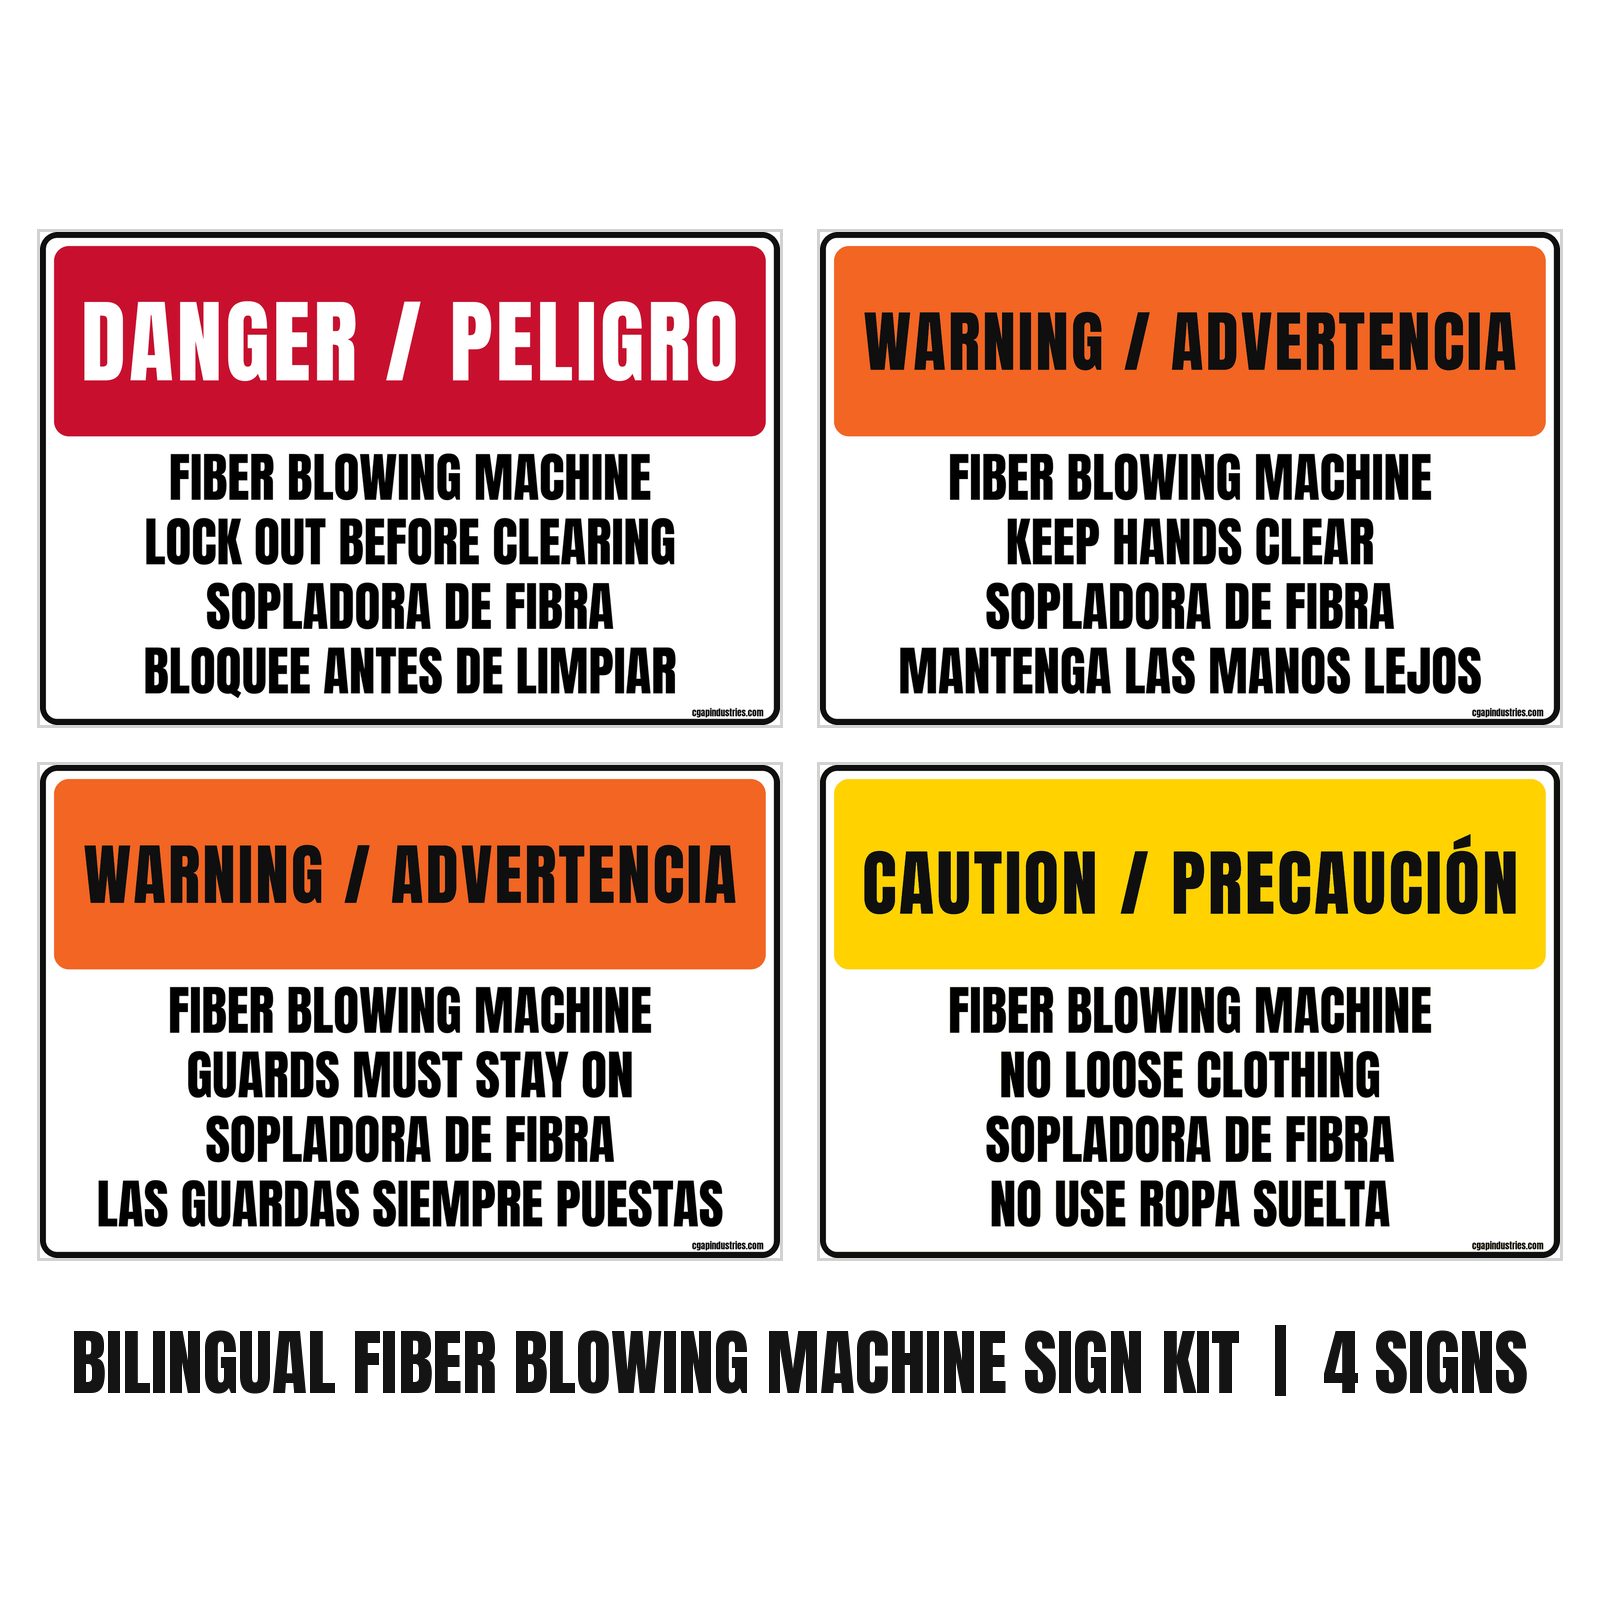 DANGER / PELIGRO
FIBER BLOWING MACHINE
LOCK OUT BEFORE CLEARING
SOPLADORA DE FIBRA
BLOQUEE ANTES DE LIMPIAR
cgapindustries.com
WARNING / ADVERTENCIA
FIBER BLOWING MACHINE
KEEP HANDS CLEAR
SOPLADORA DE FIBRA
MANTENGA LAS MANOS LEJOS
cgapindustries.com
WARNING / ADVERTENCIA
FIBER BLOWING MACHINE
GUARDS MUST STAY ON
SOPLADORA DE FIBRA
LAS GUARDAS SIEMPRE PUESTAS
cgapindustries.com
CAUTION / PRECAUCIÓN
FIBER BLOWING MACHINE
NO LOOSE CLOTHING
SOPLADORA DE FIBRA
NO USE ROPA SUELTA
cgapindustries.com
BILINGUAL FIBER BLOWING MACHINE SIGN KIT | 4 SIGNS